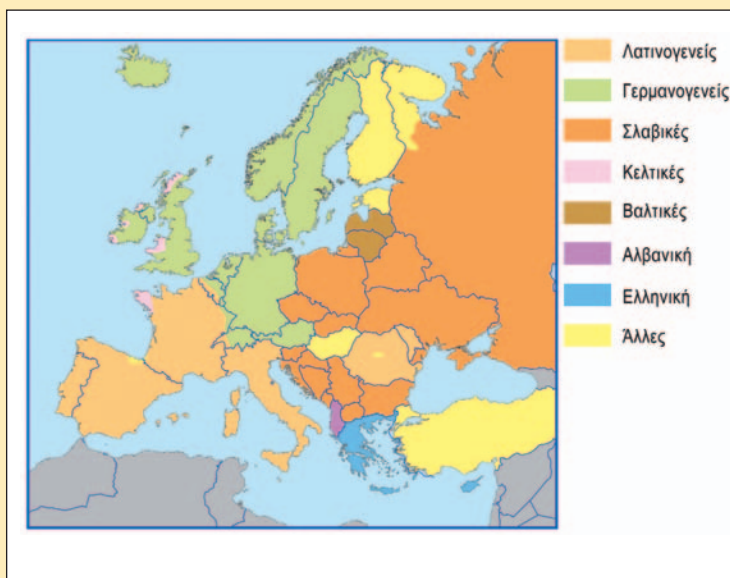 Λατινογενείς
Γερμανογενείς
Σλαβικές
Κελτικές
Βαλτικές
Αλβανική
Ελληνική
Άλλες